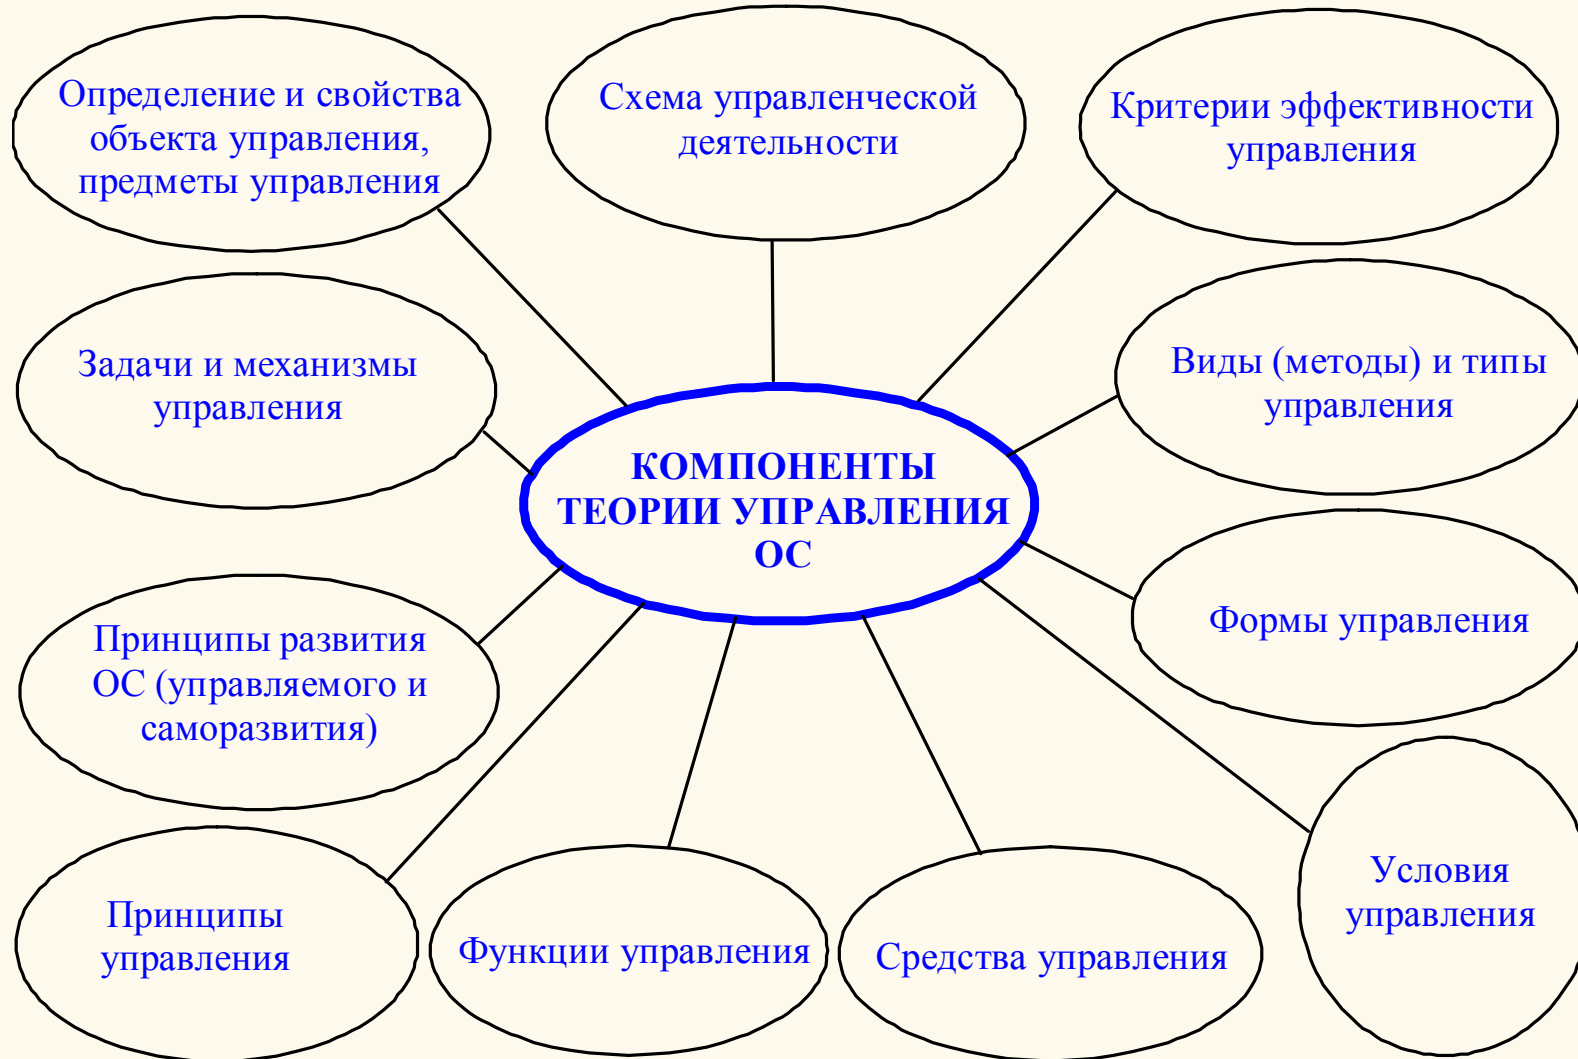 Определение и свойства
объекта управления,
предметы управления
Схема управленческой
деятельности
Критерии эффективности
управления
Задачи и механизмы
управления
Виды (методы) и типы
управления
КОМПОНЕНТЫ
ТЕОРИИ УПРАВЛЕНИЯ
ОС
Принципы развития
ОС (управляемого и
саморазвития)
Формы управления
Принципы
управления
Функции управления
Средства управления
Условия
управления